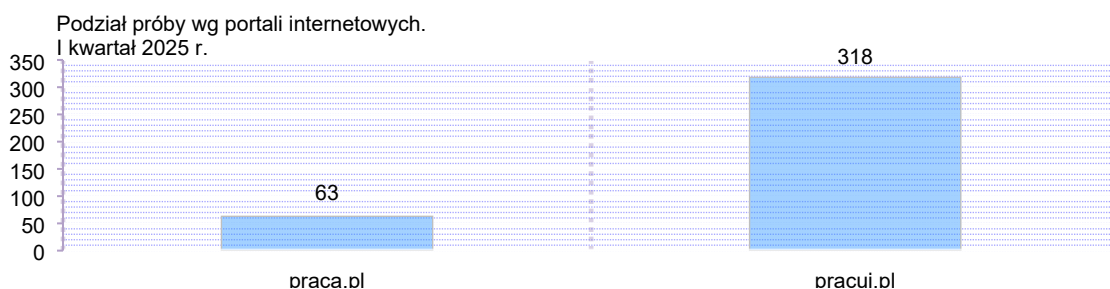 Podział próby wg portali internetowych.
I kwartał 2025 r.
350
300
250
200
150
100
50
0
63
318
praca.pl
pracuj.pl